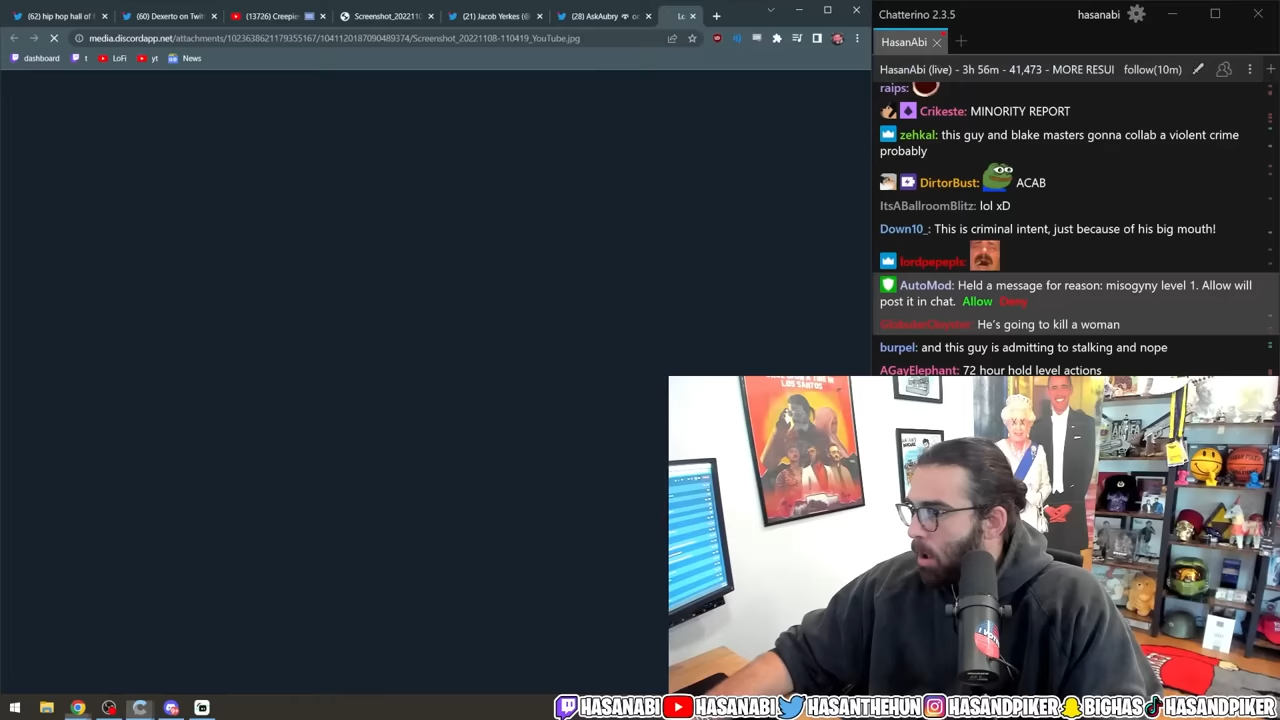 (62) hip hop hall of
(60) Dexerto on Twit
(13726) Creepie
Screenshot_202211
(21) Jacob Yerkes (@
(28) AskAubry
media.discordapp.net/attachments/1023638621179355167/1041120187090489374/Screenshot_20221108-110419_YouTube.jpg
dashboard
t
LoFi
yt
News
Chatterino 2.3.5
hasanabi
HasanAbi
HasanAbi (live) - 3h 56m - 41,473 - MORE RESUI
follow(10m)
raips:
Crikeste: MINORITY REPORT
zehkal: this guy and blake masters gonna collab a violent crime
probably
DirtorBust: ACAB
ItsABallroomBlitz: lol xD
Down10_: This is criminal intent, just because of his big mouth!
lordpepepls:
AutoMod: Held a message for reason: misogyny level 1. Allow will
post it in chat. Allow Deny
He's going to kill a woman
burpel: and this guy is admitting to stalking and nope
AGayElephant: 72 hour hold level actions
LOS SANTOS
I VOTED
HASANABI
HASANABI
HASANTHEHUN
HASANDPIKER
BIGHAS
HASANDPIKER